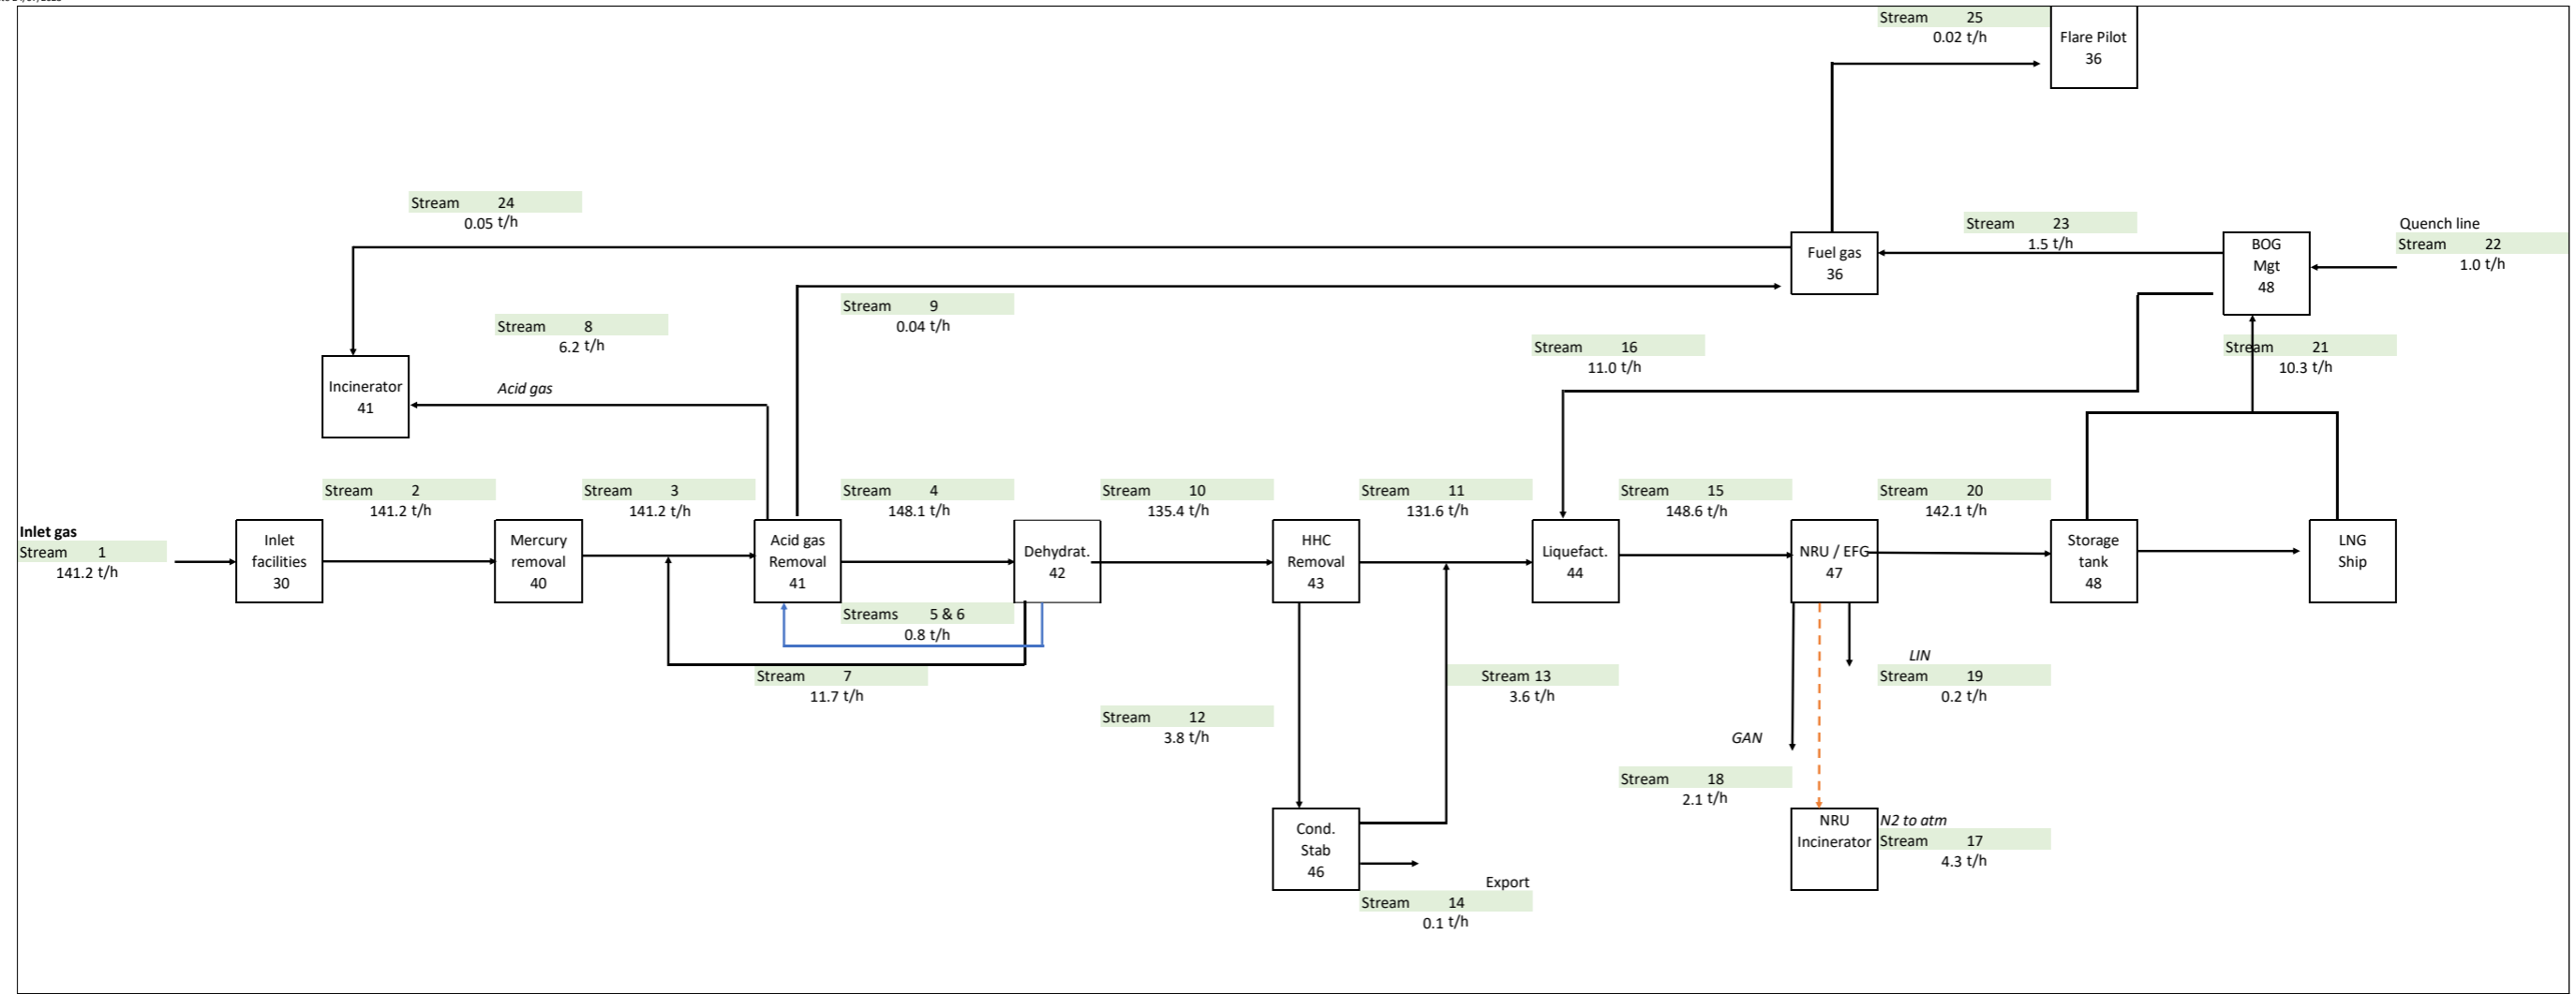 Stream 25
0.02 t/h
Flare Pilot
36
Stream 24
0.05 t/h
Stream 23
1.5 t/h
Quench line
Stream 22
1.0 t/h
Fuel gas
36
BOG
Mgt
48
Stream 9
0.04 t/h
Stream 8
6.2 t/h
Stream 16
11.0 t/h
Stream 21
10.3 t/h
Incinerator
41
Acid gas
Stream 2
141.2 t/h
Stream 3
141.2 t/h
Stream 4
148.1 t/h
Stream 10
135.4 t/h
Stream 11
131.6 t/h
Stream 15
148.6 t/h
Stream 20
142.1 t/h
Inlet gas
Stream 1
141.2 t/h
Inlet
facilities
30
Mercury
removal
40
Acid gas
Removal
41
Dehydrat.
42
HHC
Removal
43
Liquefact.
44
NRU / EFG
47
Storage
tank
48
LNG
Ship
Streams 5 & 6
0.8 t/h
Stream 7
11.7 t/h
Stream 13
3.6 t/h
LIN
Stream 19
0.2 t/h
Stream 12
3.8 t/h
GAN
Stream 18
2.1 t/h
Cond.
Stab
46
NRU
Incinerator
N2 to atm
Stream 17
4.3 t/h
Export
Stream 14
0.1 t/h